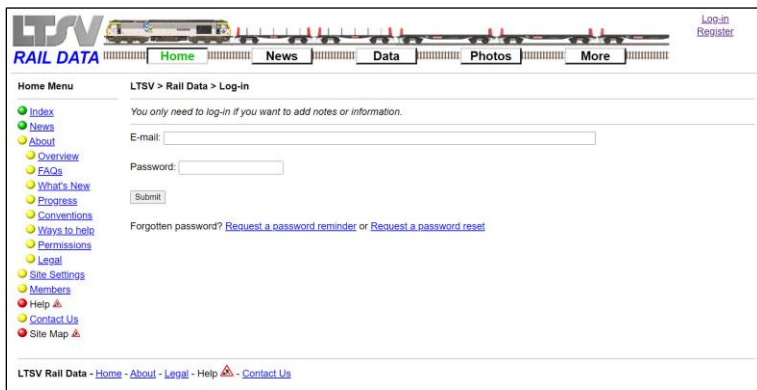 LTSV
RAIL DATA
Home
News
Data
Photos
More
Log-in
Register
Home Menu
Index
News
About
Overview
FAQs
What's New
Progress
Conventions
Ways to help
Permissions
Legal
Site Settings
Members
Help
Contact Us
Site Map
LTSV > Rail Data > Log-in
You only need to log-in if you want to add notes or information.
E-mail:
Password:
Submit
Forgotten password? Request a password reminder or Request a password reset
LTSV Rail Data - Home - About - Legal - Help - Contact Us